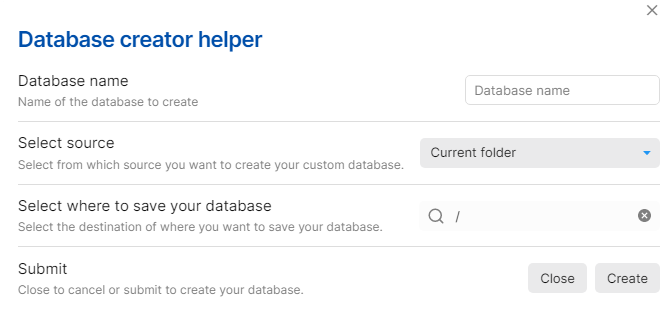 Database creator helper
Database name
Name of the database to create
Database name
Select source
Select from which source you want to create your custom database.
Current folder
Select where to save your database
Select the destination of where you want to save your database.
/
Submit
Close to cancel or submit to create your database.
Close
Create